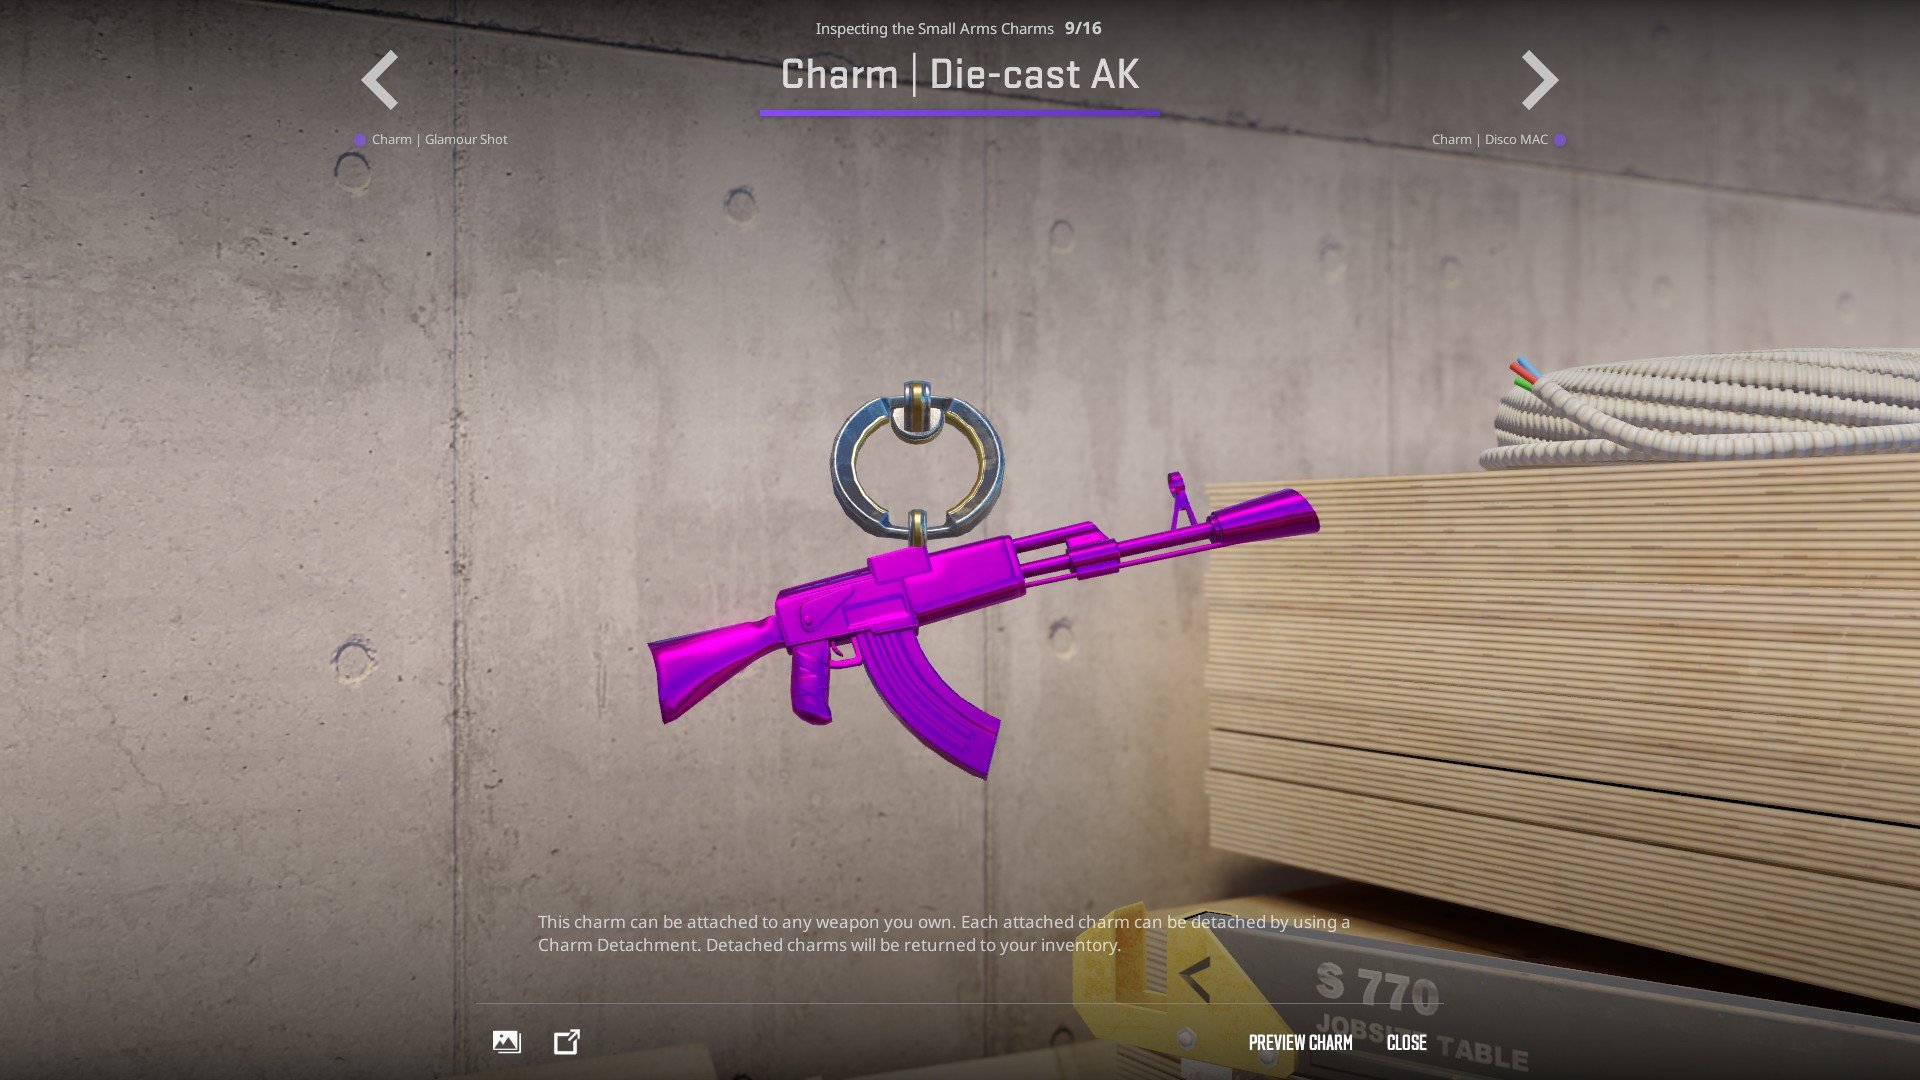 Inspecting the Small Arms Charms 9/16
Charm | Die-cast AK
Charm | Glamour Shot
Charm | Disco MAC
This charm can be attached to any weapon you own. Each attached charm can be detached by using a
Charm Detachment. Detached charms will be returned to your inventory.
S 770
JOBSITE TABLE
PREVIEW CHARM
CLOSE